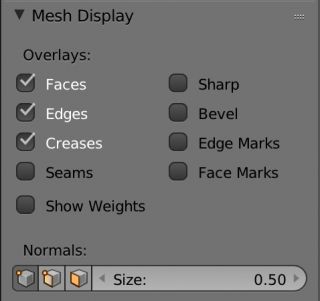 Mesh Display
Overlays:
Faces
Sharp
Edges
Bevel
Creases
Edge Marks
Seams
Face Marks
Show Weights
Normals:
Size: 0.50